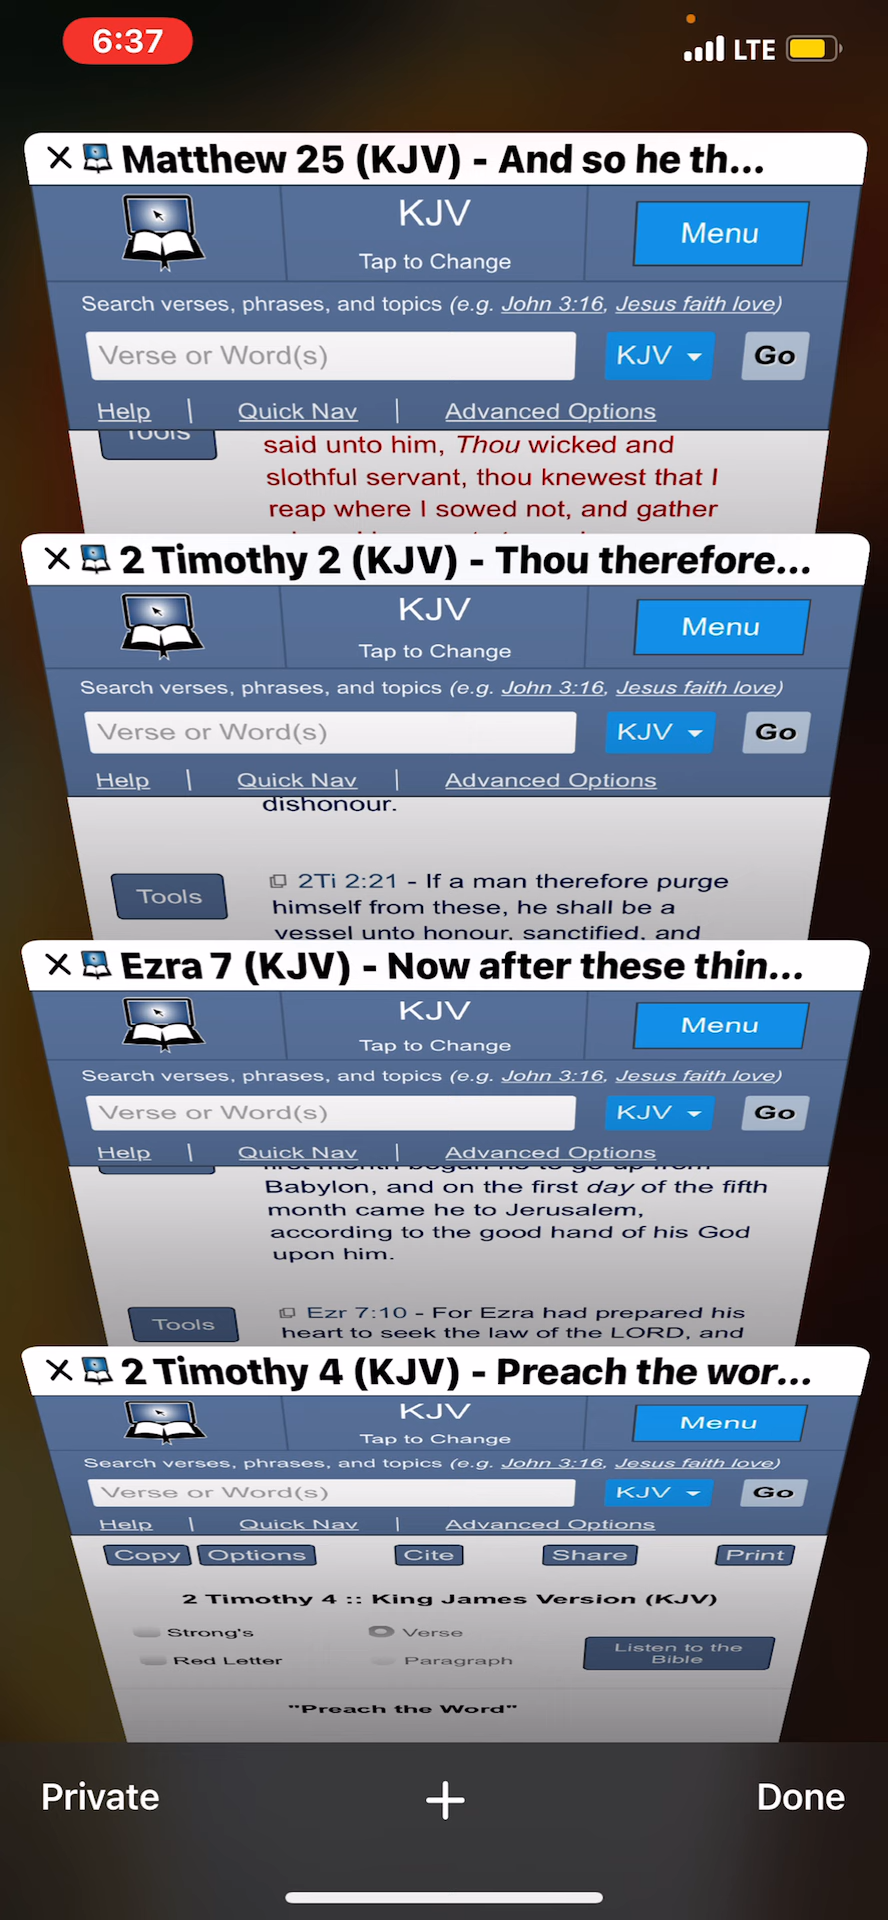 6:37
LTE
Matthew 25 (KJV) - And so he th...
KJV
Tap to Change
Menu
Search verses, phrases, and topics (e.g. John 3:16, Jesus faith love)
Verse or Word(s)
KJV
Go
Help | Quick Nav | Advanced Options
Tools
said unto him, Thou wicked and
slothful servant, thou knewest that I
reap where I sowed not, and gather
2 Timothy 2 (KJV) - Thou therefore...
KJV
Tap to Change
Menu
Search verses, phrases, and topics (e.g. John 3:16, Jesus faith love)
Verse or Word(s)
KJV
Go
Help | Quick Nav | Advanced Options
dishonour.
Tools
2Ti 2:21 - If a man therefore purge
himself from these, he shall be a
vessel unto honour, sanctified, and
Ezra 7 (KJV) - Now after these thin...
KJV
Tap to Change
Menu
Search verses, phrases, and topics (e.g. John 3:16, Jesus faith love)
Verse or Word(s)
KJV
Go
Help | Quick Nav | Advanced Options
first month began he to go up from
Babylon, and on the first day of the fifth
month came he to Jerusalem,
according to the good hand of his God
upon him.
Tools
Ezr 7:10 - For Ezra had prepared his
heart to seek the law of the LORD, and
2 Timothy 4 (KJV) - Preach the wor...
KJV
Tap to Change
Menu
Search verses, phrases, and topics (e.g. John 3:16, Jesus faith love)
Verse or Word(s)
KJV
Go
Help | Quick Nav | Advanced Options
Copy Options Cite Share Print
2 Timothy 4 :: King James Version (KJV)
Strong's
Verse
Red Letter
Paragraph
Listen to the
Bible
"Preach the Word"
Private
Done